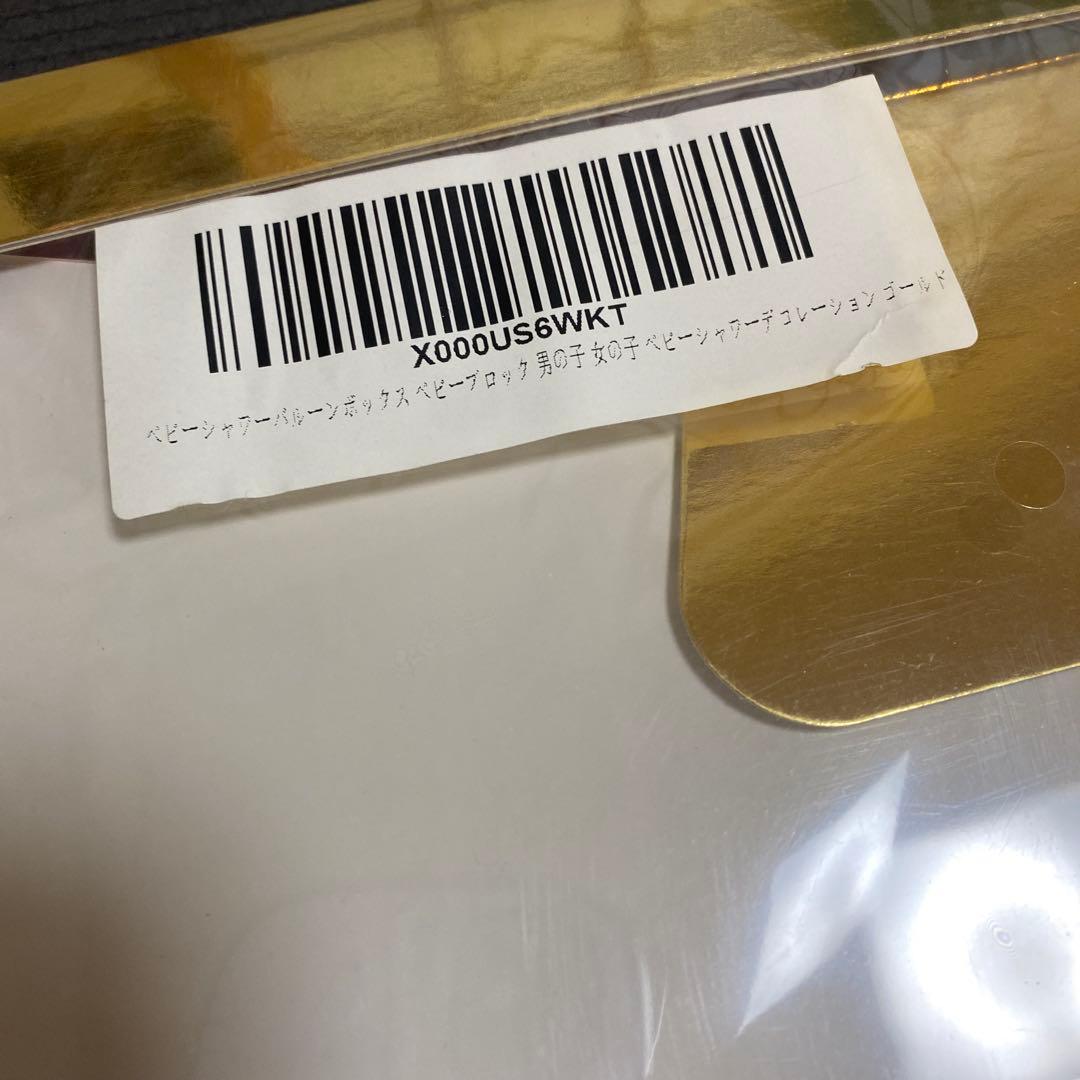 X000US6WKT
ベビーシャワーバルーンボックス ベビーブロック 男の子 女の子 ベビーシャワーデコレーション ゴールド